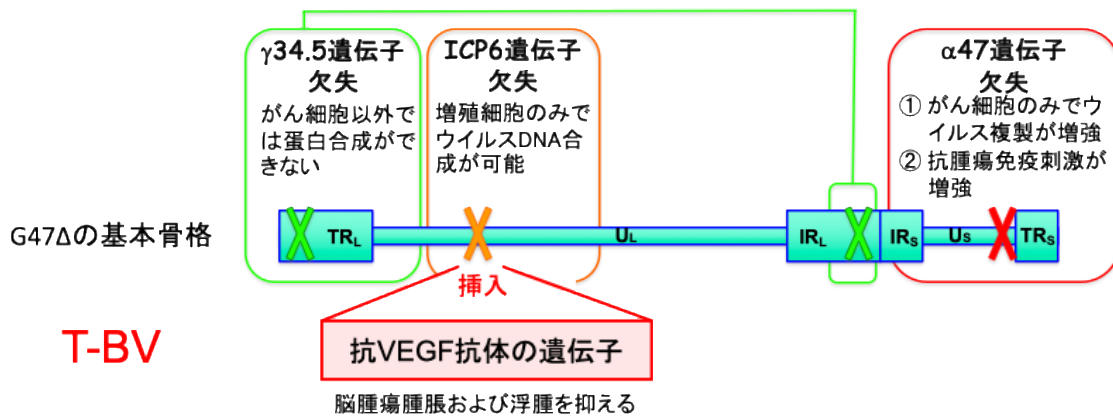 γ34.5遺伝子
欠失
がん細胞以外で
は蛋白合成がで
きない
ICP6遺伝子
欠失
増殖細胞のみで
ウイルスDNA合
成が可能
α47遺伝子
欠失
① がん細胞のみでウ
イルス複製が増強
② 抗腫瘍免疫刺激が
増強
G47Δの基本骨格
TRL
UL
IRL
IRS
US
TRS
挿入
T-BV
抗VEGF抗体の遺伝子
脳腫瘍腫脹および浮腫を抑える